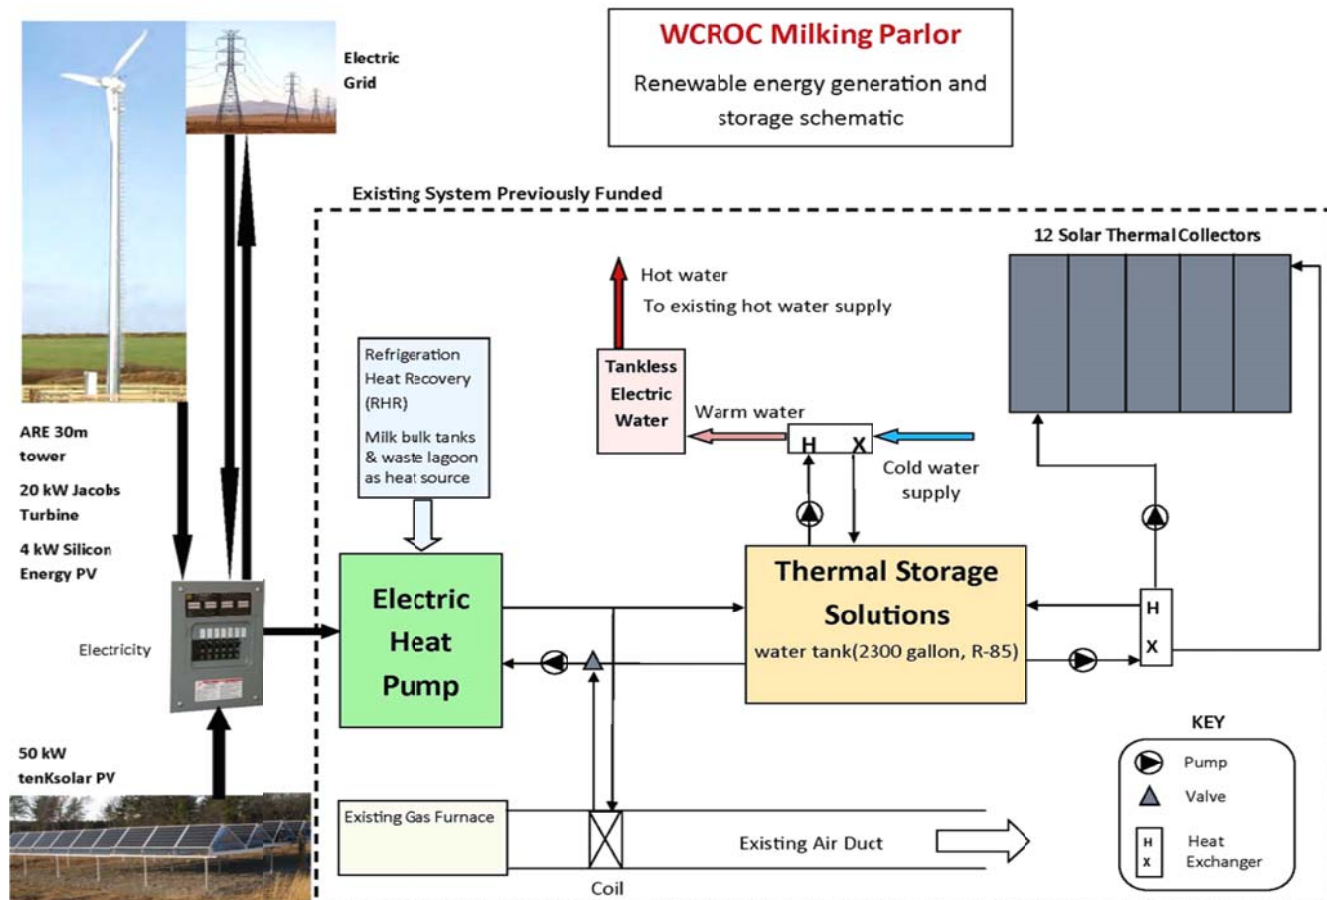 WCROC Milking Parlor
Renewable energy generation and
storage schematic
Electric
Grid
Existing System Previously Funded
12 Solar Thermal Collectors
Hot water
To existing hot water supply
Refrigeration
Heat Recovery
(RHR)
Milk bulk tanks
& waste lagoon
as heat source
Tankless
Electric
Water
Warm water
H X
Cold water
supply
ARE 30m
tower
20 kW Jacobs
Turbine
4 kW Silicon
Energy PV
Electricity
Electric
Heat
Pump
Thermal Storage
Solutions
water tank(2300 gallon, R-85)
H
X
50 kW
tenKsolar PV
Existing Gas Furnace
Existing Air Duct
Coil
KEY
Pump
Valve
H
X
Heat
Exchanger